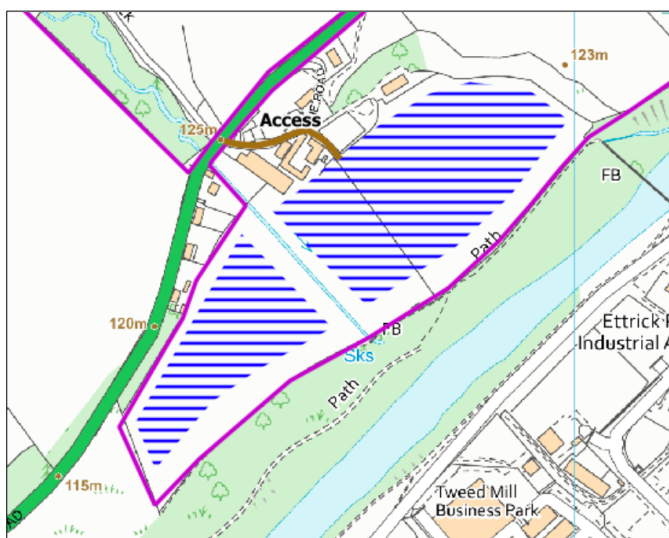 123m
125m
Access
FB
Path
120m
FB
Sks
Path
Ettrick
Industrial
115m
Tweed Mill
Business Park